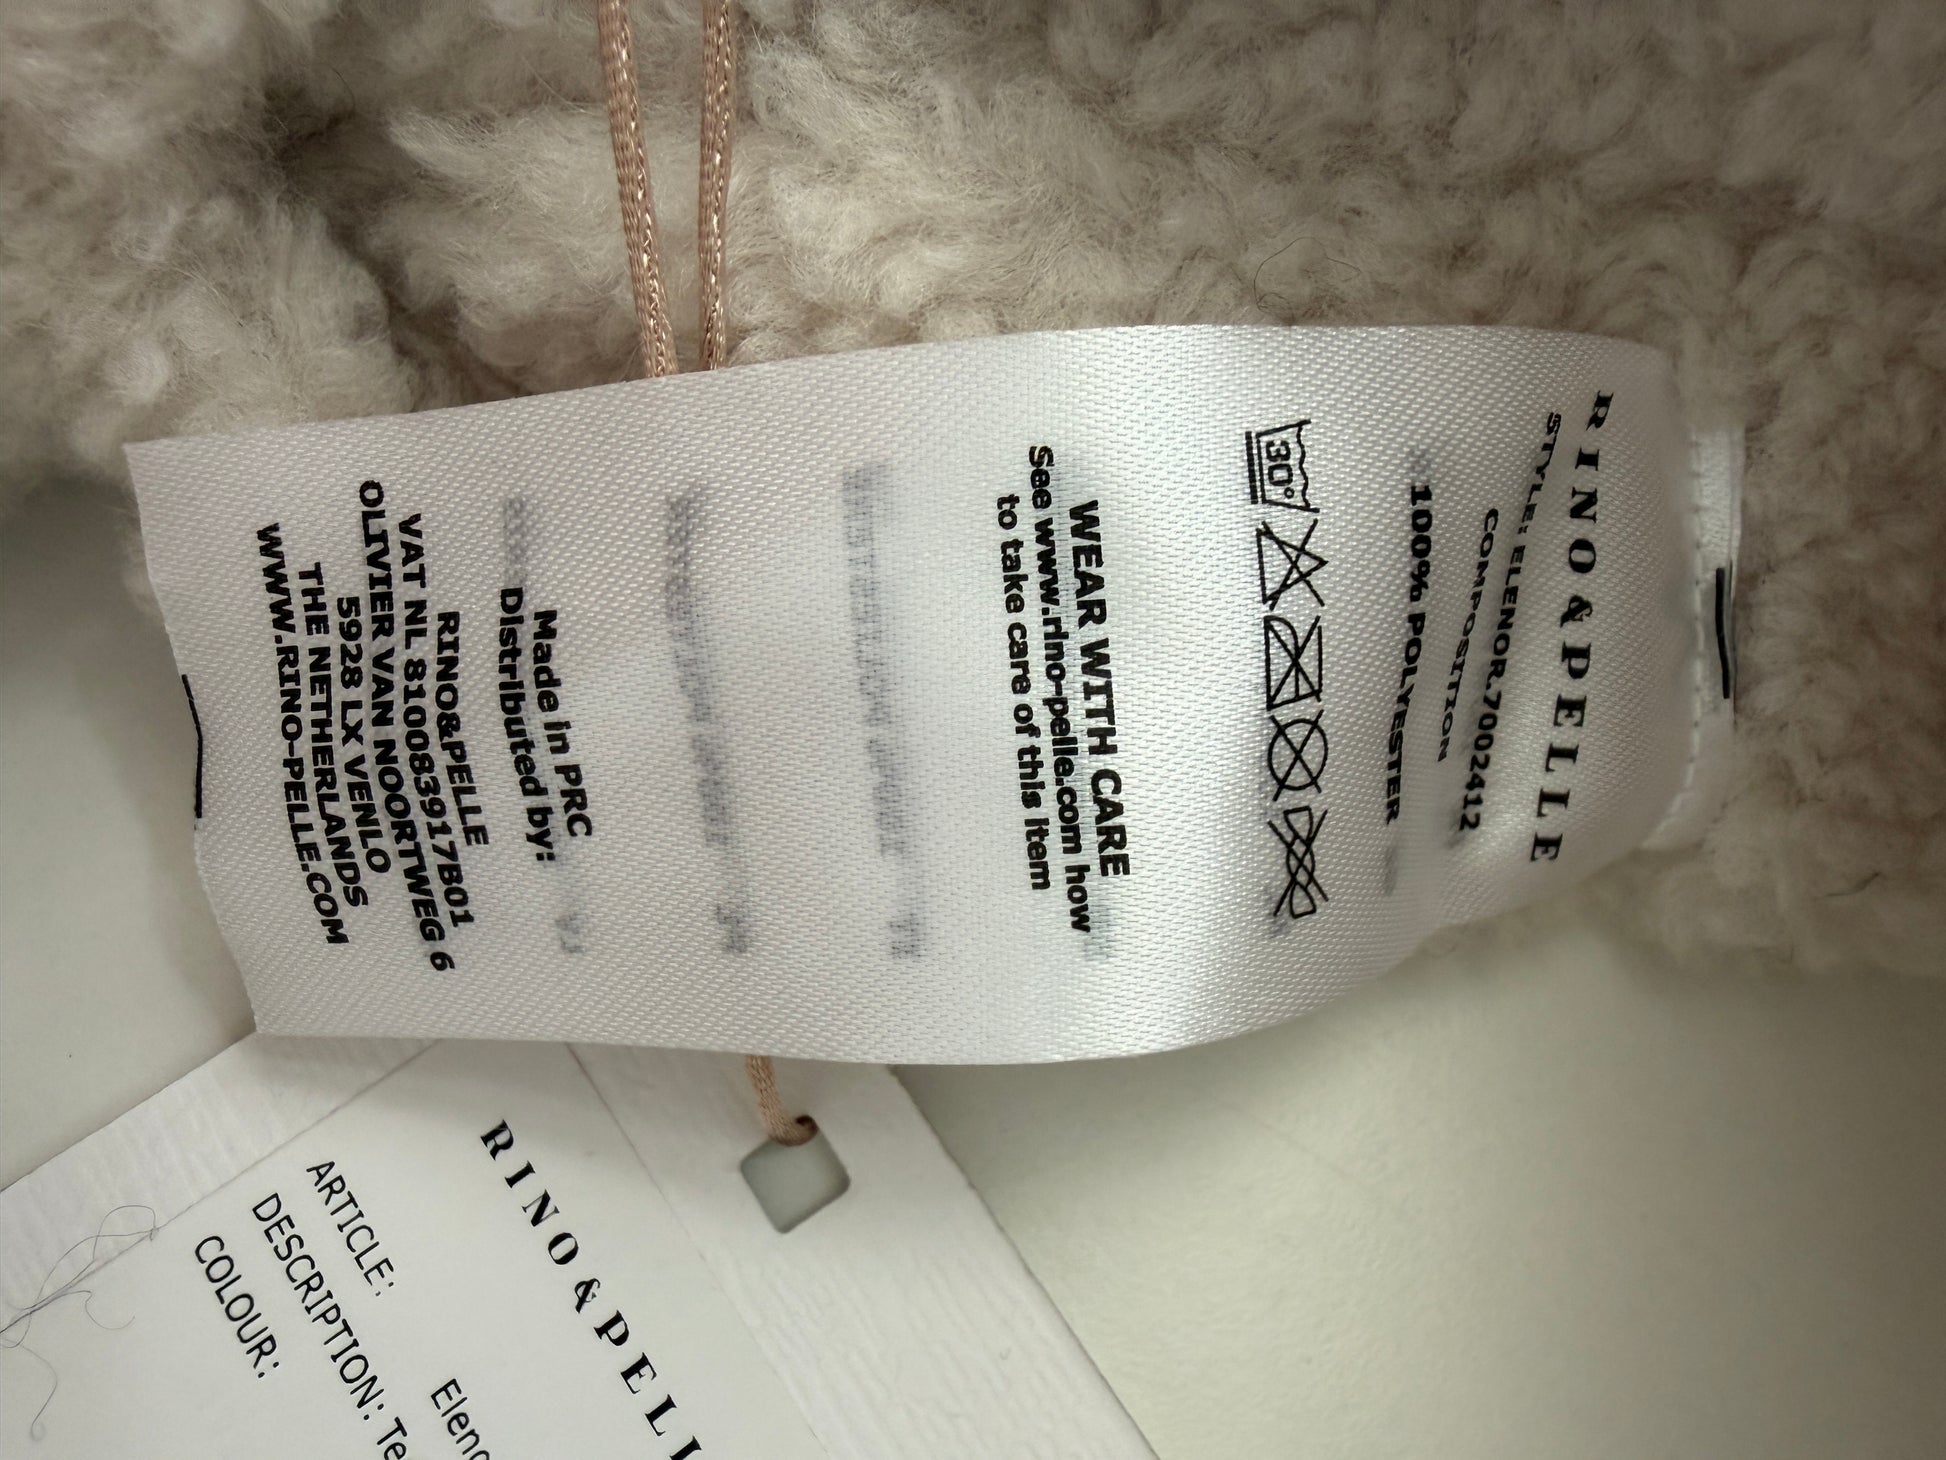 RINO&PELLE
STYLE: ELENOR.7002412
COMPOSITION
100% POLYESTER
30°
WEAR WITH CARE
See www.rino-pelle.com how
to take care of this item
Made in PRC
Distributed by:
RINO&PELLE
VAT NL 810083917B01
OLIVIER VAN NOORTWEG 6
5928 LX VENLO
THE NETHERLANDS
WWW.RINO-PELLE.COM
RINO&PELL
ARTICLE: Eleno
DESCRIPTION: Te
COLOUR: